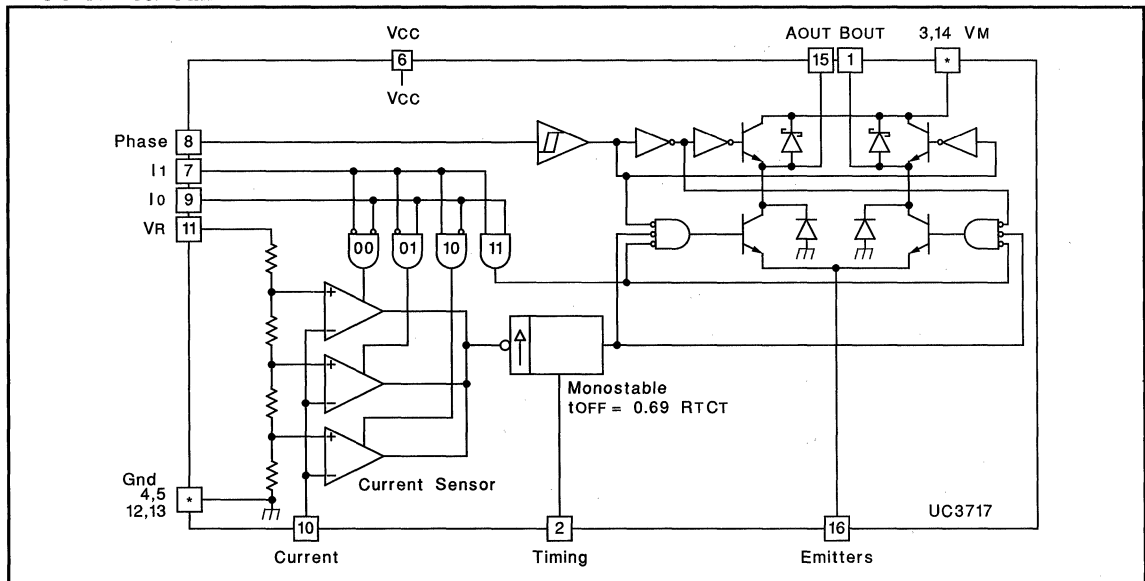 VCC
AOUT BOUT
3,14 VM
6
15
1
*
VCC
Phase
8
I1
7
I0
9
VR
11
00
01
10
11
+
−
+
−
+
−
Monostable
tOFF = 0.69 RTCT
Current Sensor
Gnd
4,5
12,13
*
UC3717
10
2
16
Current
Timing
Emitters